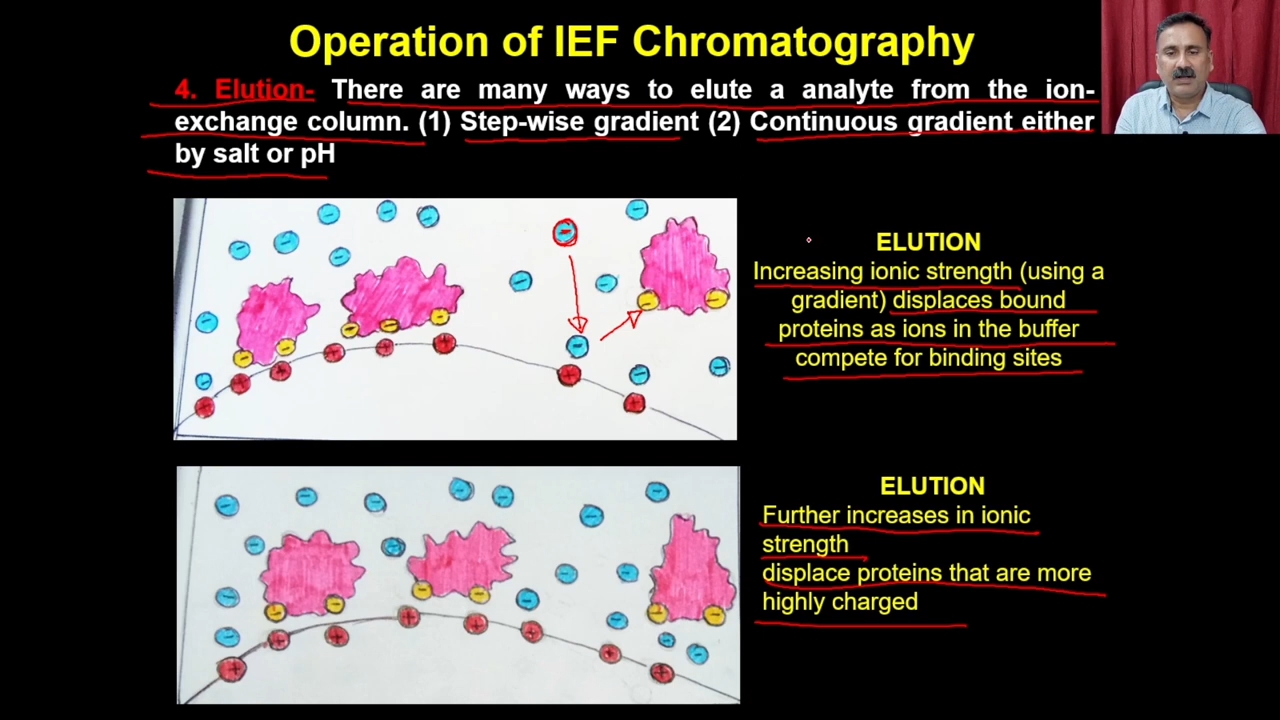 Operation of IEF Chromatography
4. Elution- There are many ways to elute a analyte from the ion-
exchange column. (1) Step-wise gradient (2) Continuous gradient either
by salt or pH
ELUTION
Increasing ionic strength (using a
gradient) displaces bound
proteins as ions in the buffer
compete for binding sites
ELUTION
Further increases in ionic
strength
displace proteins that are more
highly charged